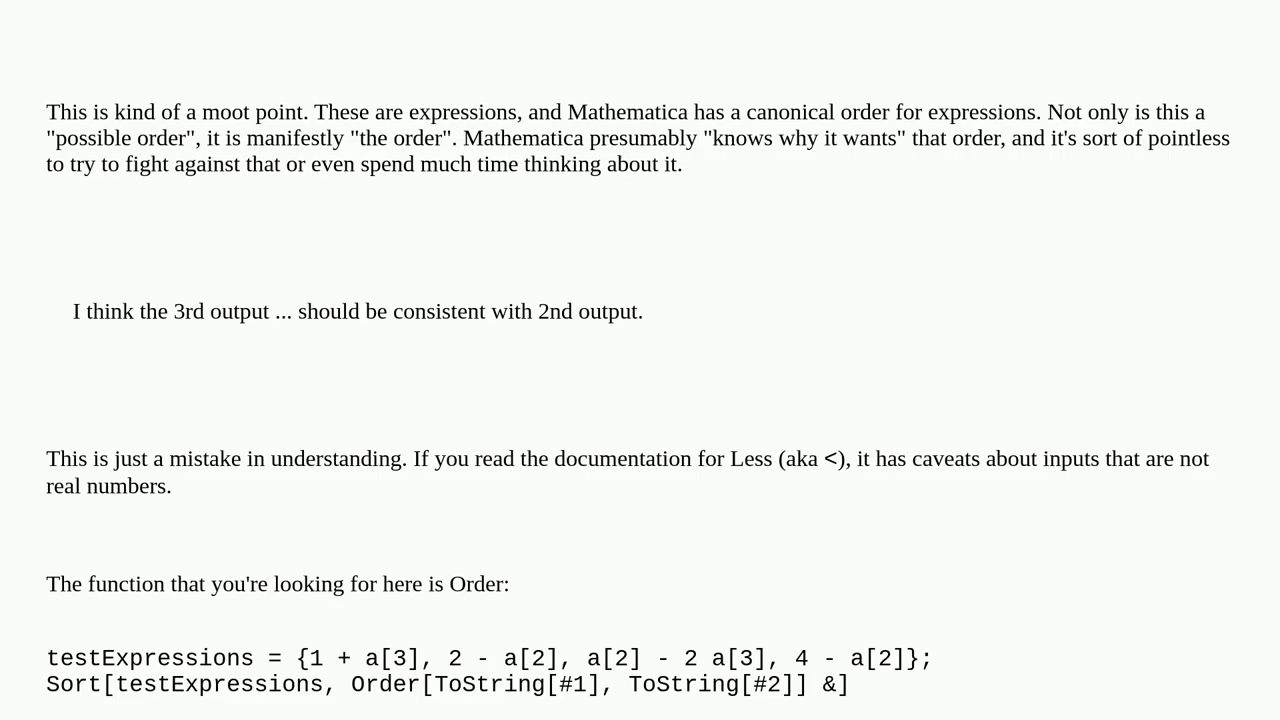 This is kind of a moot point. These are expressions, and Mathematica has a canonical order for expressions. Not only is this a
"possible order", it is manifestly "the order". Mathematica presumably "knows why it wants" that order, and it's sort of pointless
to try to fight against that or even spend much time thinking about it.
I think the 3rd output ... should be consistent with 2nd output.
This is just a mistake in understanding. If you read the documentation for Less (aka <), it has caveats about inputs that are not
real numbers.
The function that you're looking for here is Order:
testExpressions = {1 + a[3], 2 - a[2], a[2] - 2 a[3], 4 - a[2]};
Sort[testExpressions, Order[ToString[#1], ToString[#2]] &]